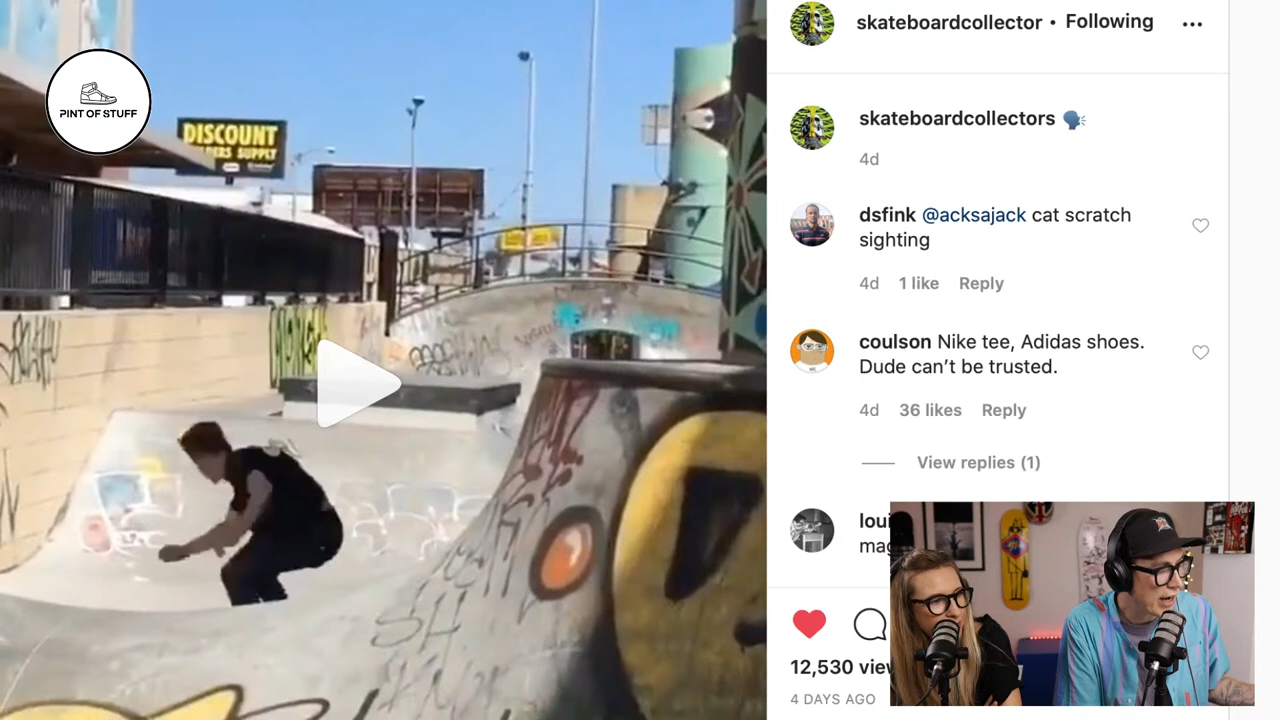 PINT OF STUFF
DISCOUNT
SUPPLY
skateboardcollector • Following
skateboardcollectors
4d
dsfink @acksajack cat scratch
sighting
4d 1 like Reply
coulson Nike tee, Adidas shoes.
Dude can’t be trusted.
4d 36 likes Reply
View replies (1)
12,530
4 DAYS AGO